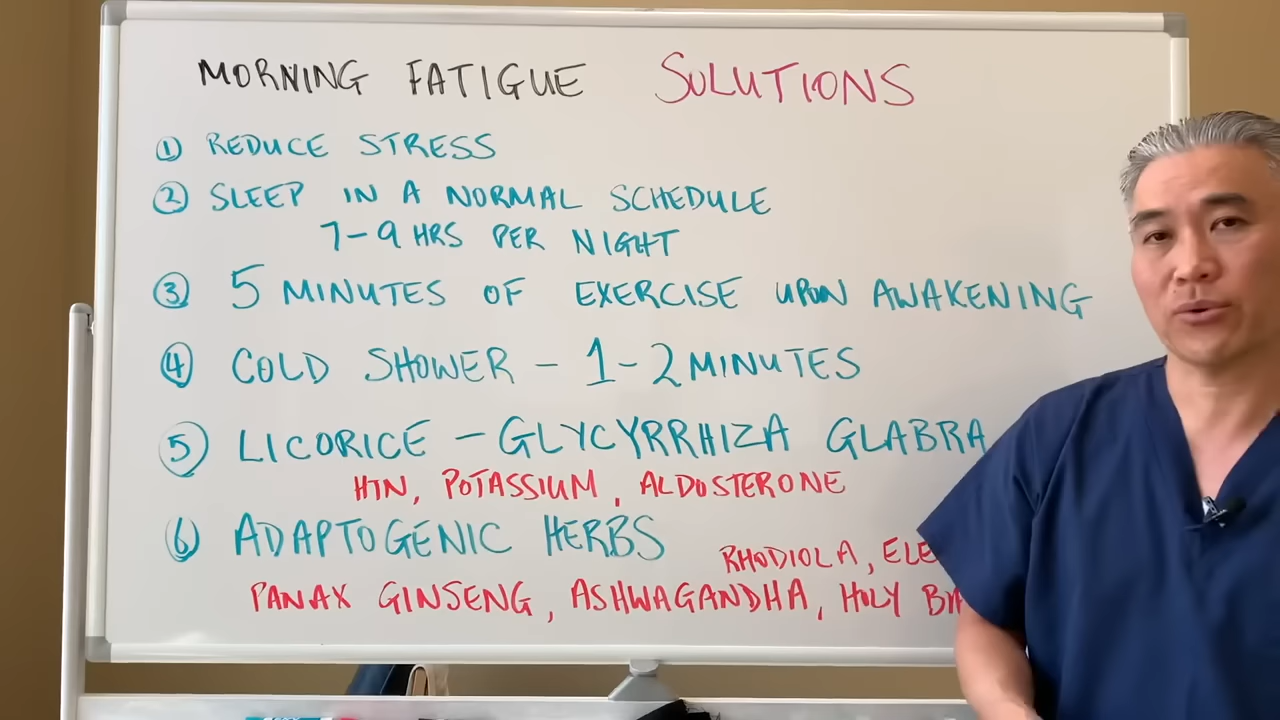 MORNING FATIGUE SOLUTIONS
1 REDUCE STRESS
2 SLEEP IN A NORMAL SCHEDULE
7-9 HRS PER NIGHT
3 5 MINUTES OF EXERCISE UPON AWAKENING
4 COLD SHOWER - 1-2 MINUTES
5 LICORICE - GLYCYRRHIZA GLABRA
HTN, POTASSIUM, ALDOSTERONE
6 ADAPTOGENIC HERBS
RHODIOLA,
PANAX GINSENG, ASHWAGANDHA, HOLY